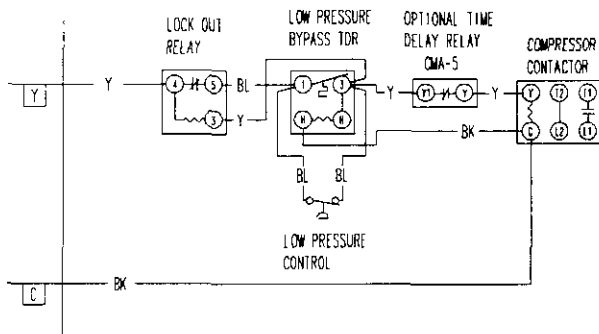 LOCK OUT
RELAY
LOW PRESSURE
BYPASS TDR
OPTIONAL TIME
DELAY RELAY
CMA-5
COMPRESSOR
CONTACTOR
Y
Y
4
5
BL
1
3
Y
Y1
Y
Y
Y
T2
T1
3
Y
H
H
BK
C
L2
L1
BL
BL
LOW PRESSURE
CONTROL
C
BK